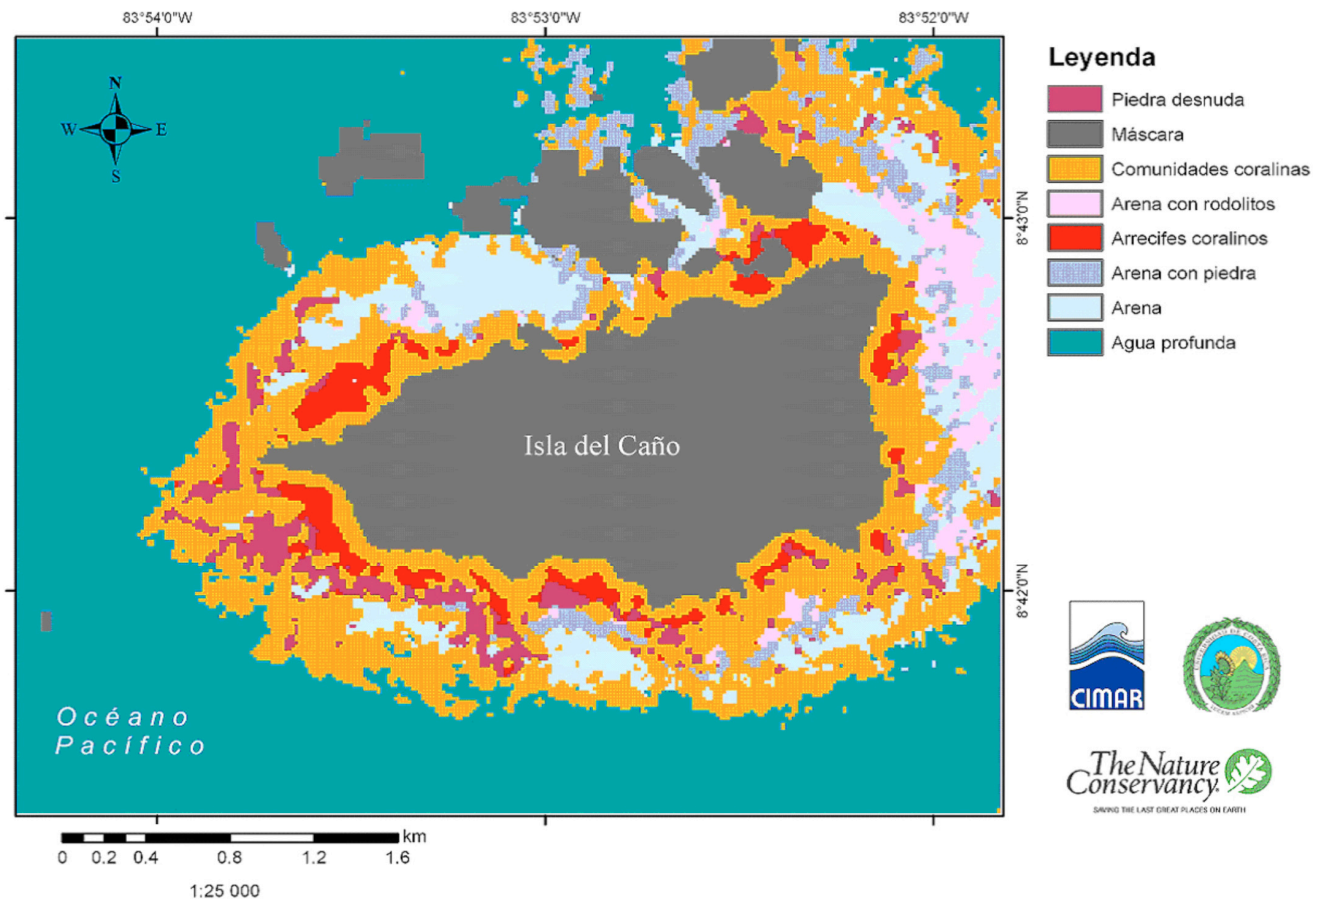 83°54'0"W
83°53'0"W
83°52'0"W
N
W
E
S
8°43'0"N
8°42'0"N
Isla del Caño
Océano
Pacífico
Leyenda
Piedra desnuda
Máscara
Comunidades coralinas
Arena con rodolitos
Arrecifes coralinos
Arena con piedra
Arena
Agua profunda
CIMAR
The Nature
Conservancy
SAVING THE LAST GREAT PLACES ON EARTH
km
0 0.2 0.4 0.8 1.2 1.6
1:25 000